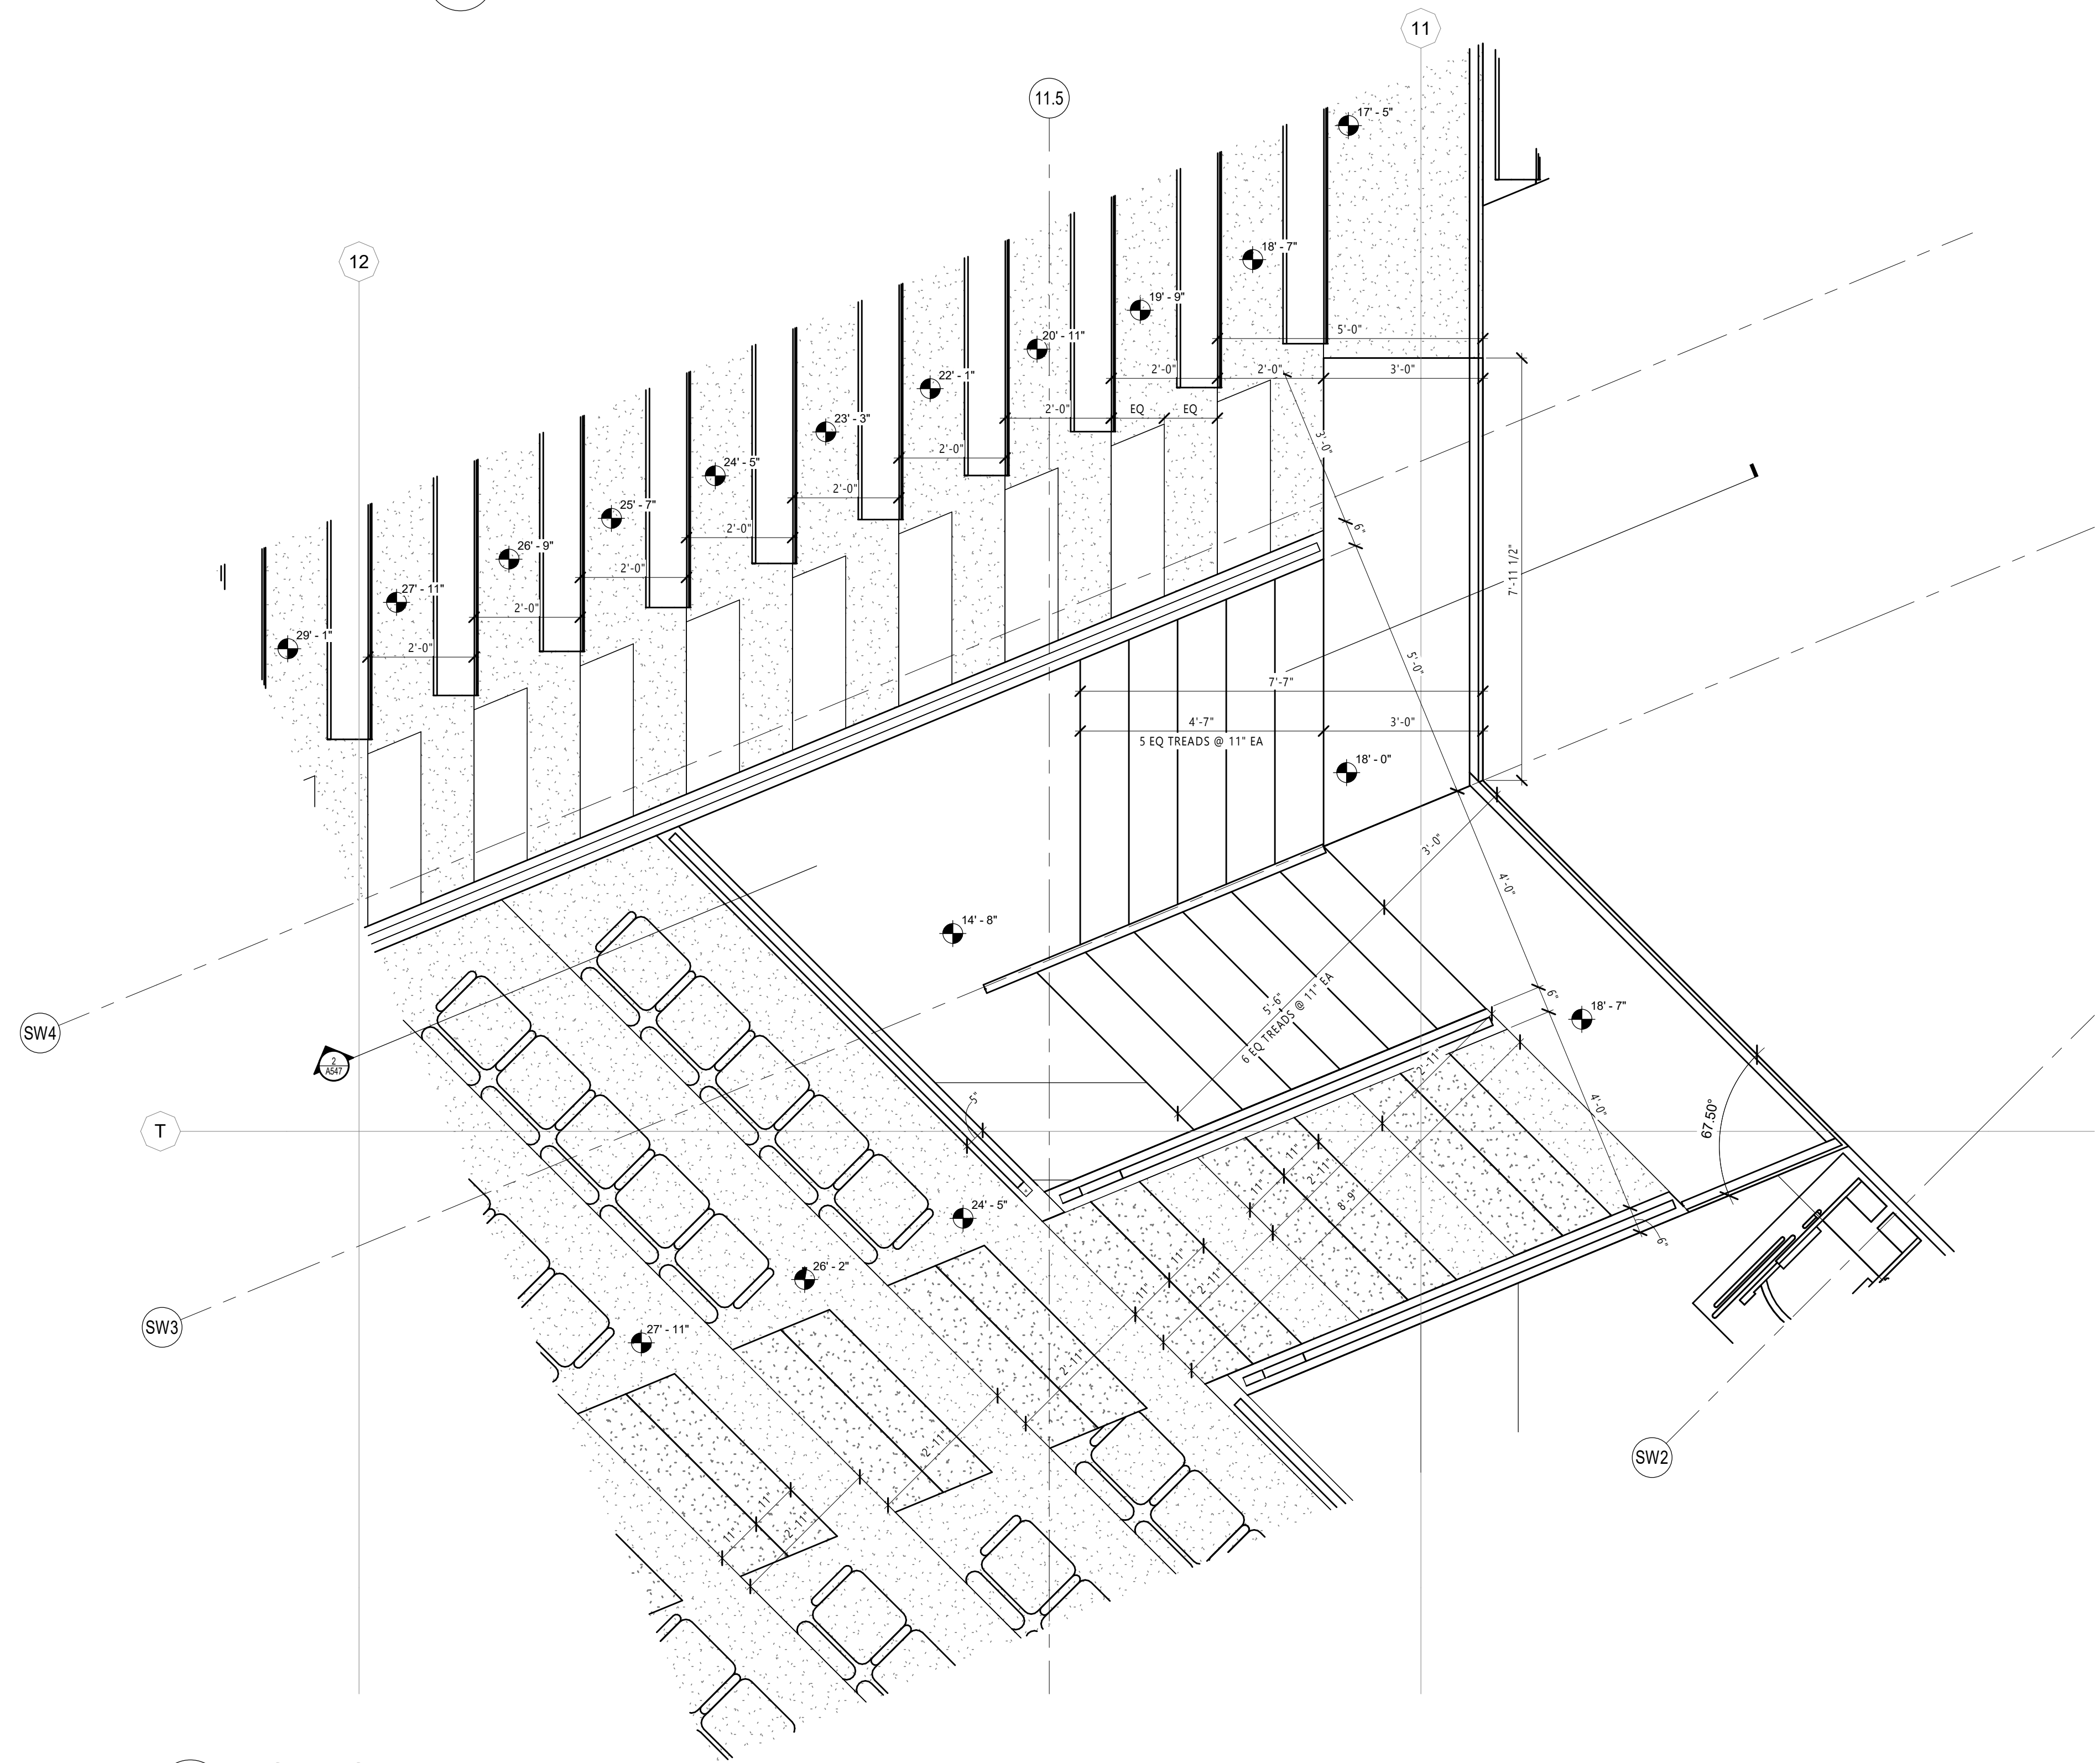 11
11.5
17' - 5"
12
18' - 7"
19' - 9"
5'-0"
20' - 11"
2'-0"
2'-0"
3'-0"
22' - 1"
2'-0"
EQ
EQ
23' - 3"
3'-0"
2'-0"
24' - 5"
2'-0"
25' - 7"
6"
2'-0"
26' - 9"
2'-0"
7'-11 1/2"
27' - 11"
2'-0"
29' - 1"
2'-0"
5'-0"
7'-7"
4'-7"
3'-0"
5 EQ TREADS @ 11" EA
18' - 0"
3'-0"
4'-0"
14' - 8"
5'-6"
6 EQ TREADS @ 11" EA
6"
18' - 7"
SW4
2
A547
2'-11"
5"
4'-0"
67.50°
T
11"
2'-11"
11"
8'-9"
24' - 5"
6"
11"
2'-11"
11"
26' - 2"
SW3
27' - 11"
2'-11"
2'-11"
SW2
11"
11"
2'-11"